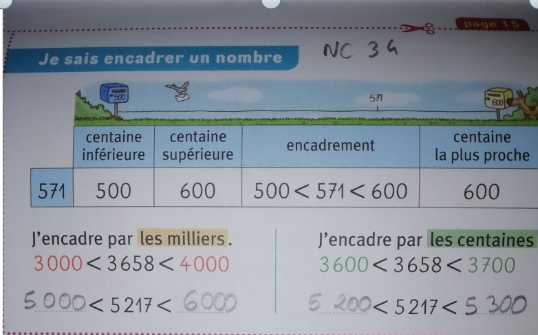 page 15
Je sais encadrer un nombre
NC 34
500
571
600
centaine inférieure
centaine supérieure
encadrement
centaine la plus proche
571 500 600 500 < 571 < 600 600
J'encadre par les milliers.
3000 < 3658 < 4000
5 000 < 5217 < 6000
J'encadre par les centaines
3600 < 3658 < 3700
5 200 < 5217 < 5 300